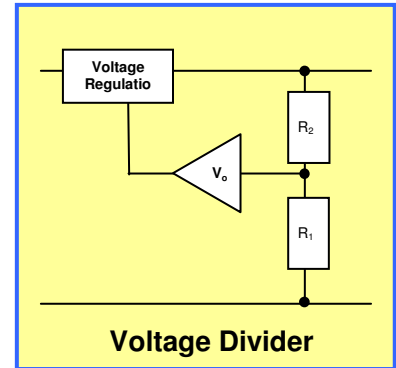 Voltage
Regulatio
R₂
Vₒ
R₁
Voltage Divider